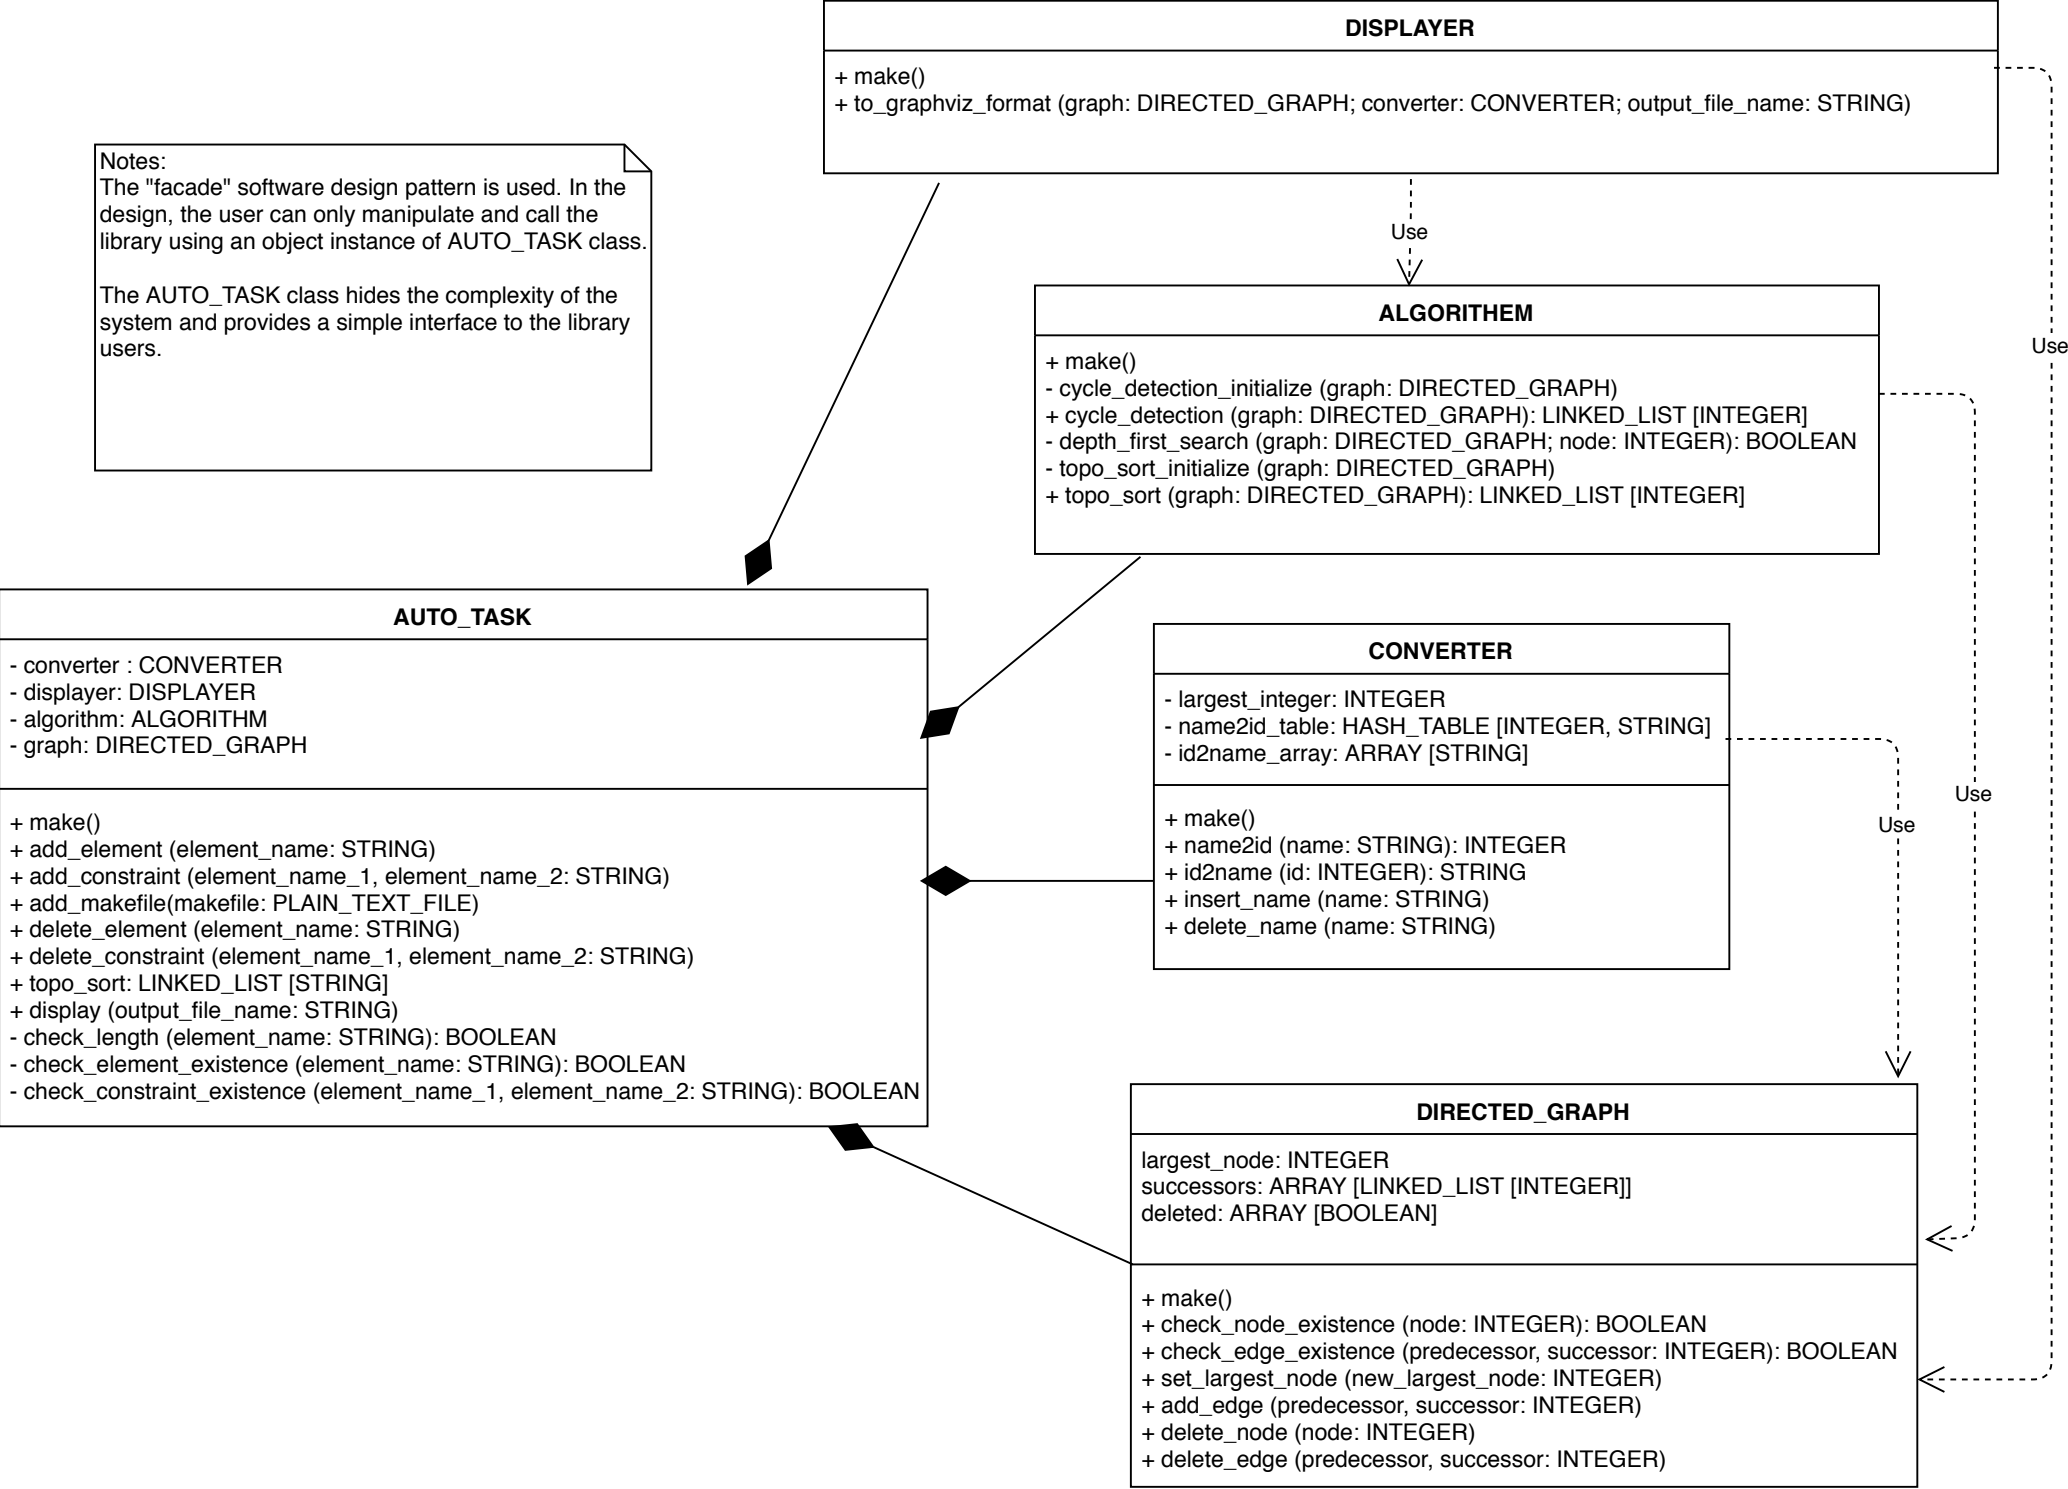 DISPLAYER
+ make()
+ to_graphviz_format (graph: DIRECTED_GRAPH; converter: CONVERTER; output_file_name: STRING)
Notes:
The "facade" software design pattern is used. In the
design, the user can only manipulate and call the
library using an object instance of AUTO_TASK class.
The AUTO_TASK class hides the complexity of the
system and provides a simple interface to the library
users.
Use
Use
ALGORITHEM
+ make()
- cycle_detection_initialize (graph: DIRECTED_GRAPH)
+ cycle_detection (graph: DIRECTED_GRAPH): LINKED_LIST [INTEGER]
- depth_first_search (graph: DIRECTED_GRAPH; node: INTEGER): BOOLEAN
- topo_sort_initialize (graph: DIRECTED_GRAPH)
+ topo_sort (graph: DIRECTED_GRAPH): LINKED_LIST [INTEGER]
AUTO_TASK
- converter : CONVERTER
- displayer: DISPLAYER
- algorithm: ALGORITHM
- graph: DIRECTED_GRAPH
+ make()
+ add_element (element_name: STRING)
+ add_constraint (element_name_1, element_name_2: STRING)
+ add_makefile(makefile: PLAIN_TEXT_FILE)
+ delete_element (element_name: STRING)
+ delete_constraint (element_name_1, element_name_2: STRING)
+ topo_sort: LINKED_LIST [STRING]
+ display (output_file_name: STRING)
- check_length (element_name: STRING): BOOLEAN
- check_element_existence (element_name: STRING): BOOLEAN
- check_constraint_existence (element_name_1, element_name_2: STRING): BOOLEAN
CONVERTER
- largest_integer: INTEGER
- name2id_table: HASH_TABLE [INTEGER, STRING]
- id2name_array: ARRAY [STRING]
+ make()
+ name2id (name: STRING): INTEGER
+ id2name (id: INTEGER): STRING
+ insert_name (name: STRING)
+ delete_name (name: STRING)
Use
Use
DIRECTED_GRAPH
largest_node: INTEGER
successors: ARRAY [LINKED_LIST [INTEGER]]
deleted: ARRAY [BOOLEAN]
+ make()
+ check_node_existence (node: INTEGER): BOOLEAN
+ check_edge_existence (predecessor, successor: INTEGER): BOOLEAN
+ set_largest_node (new_largest_node: INTEGER)
+ add_edge (predecessor, successor: INTEGER)
+ delete_node (node: INTEGER)
+ delete_edge (predecessor, successor: INTEGER)